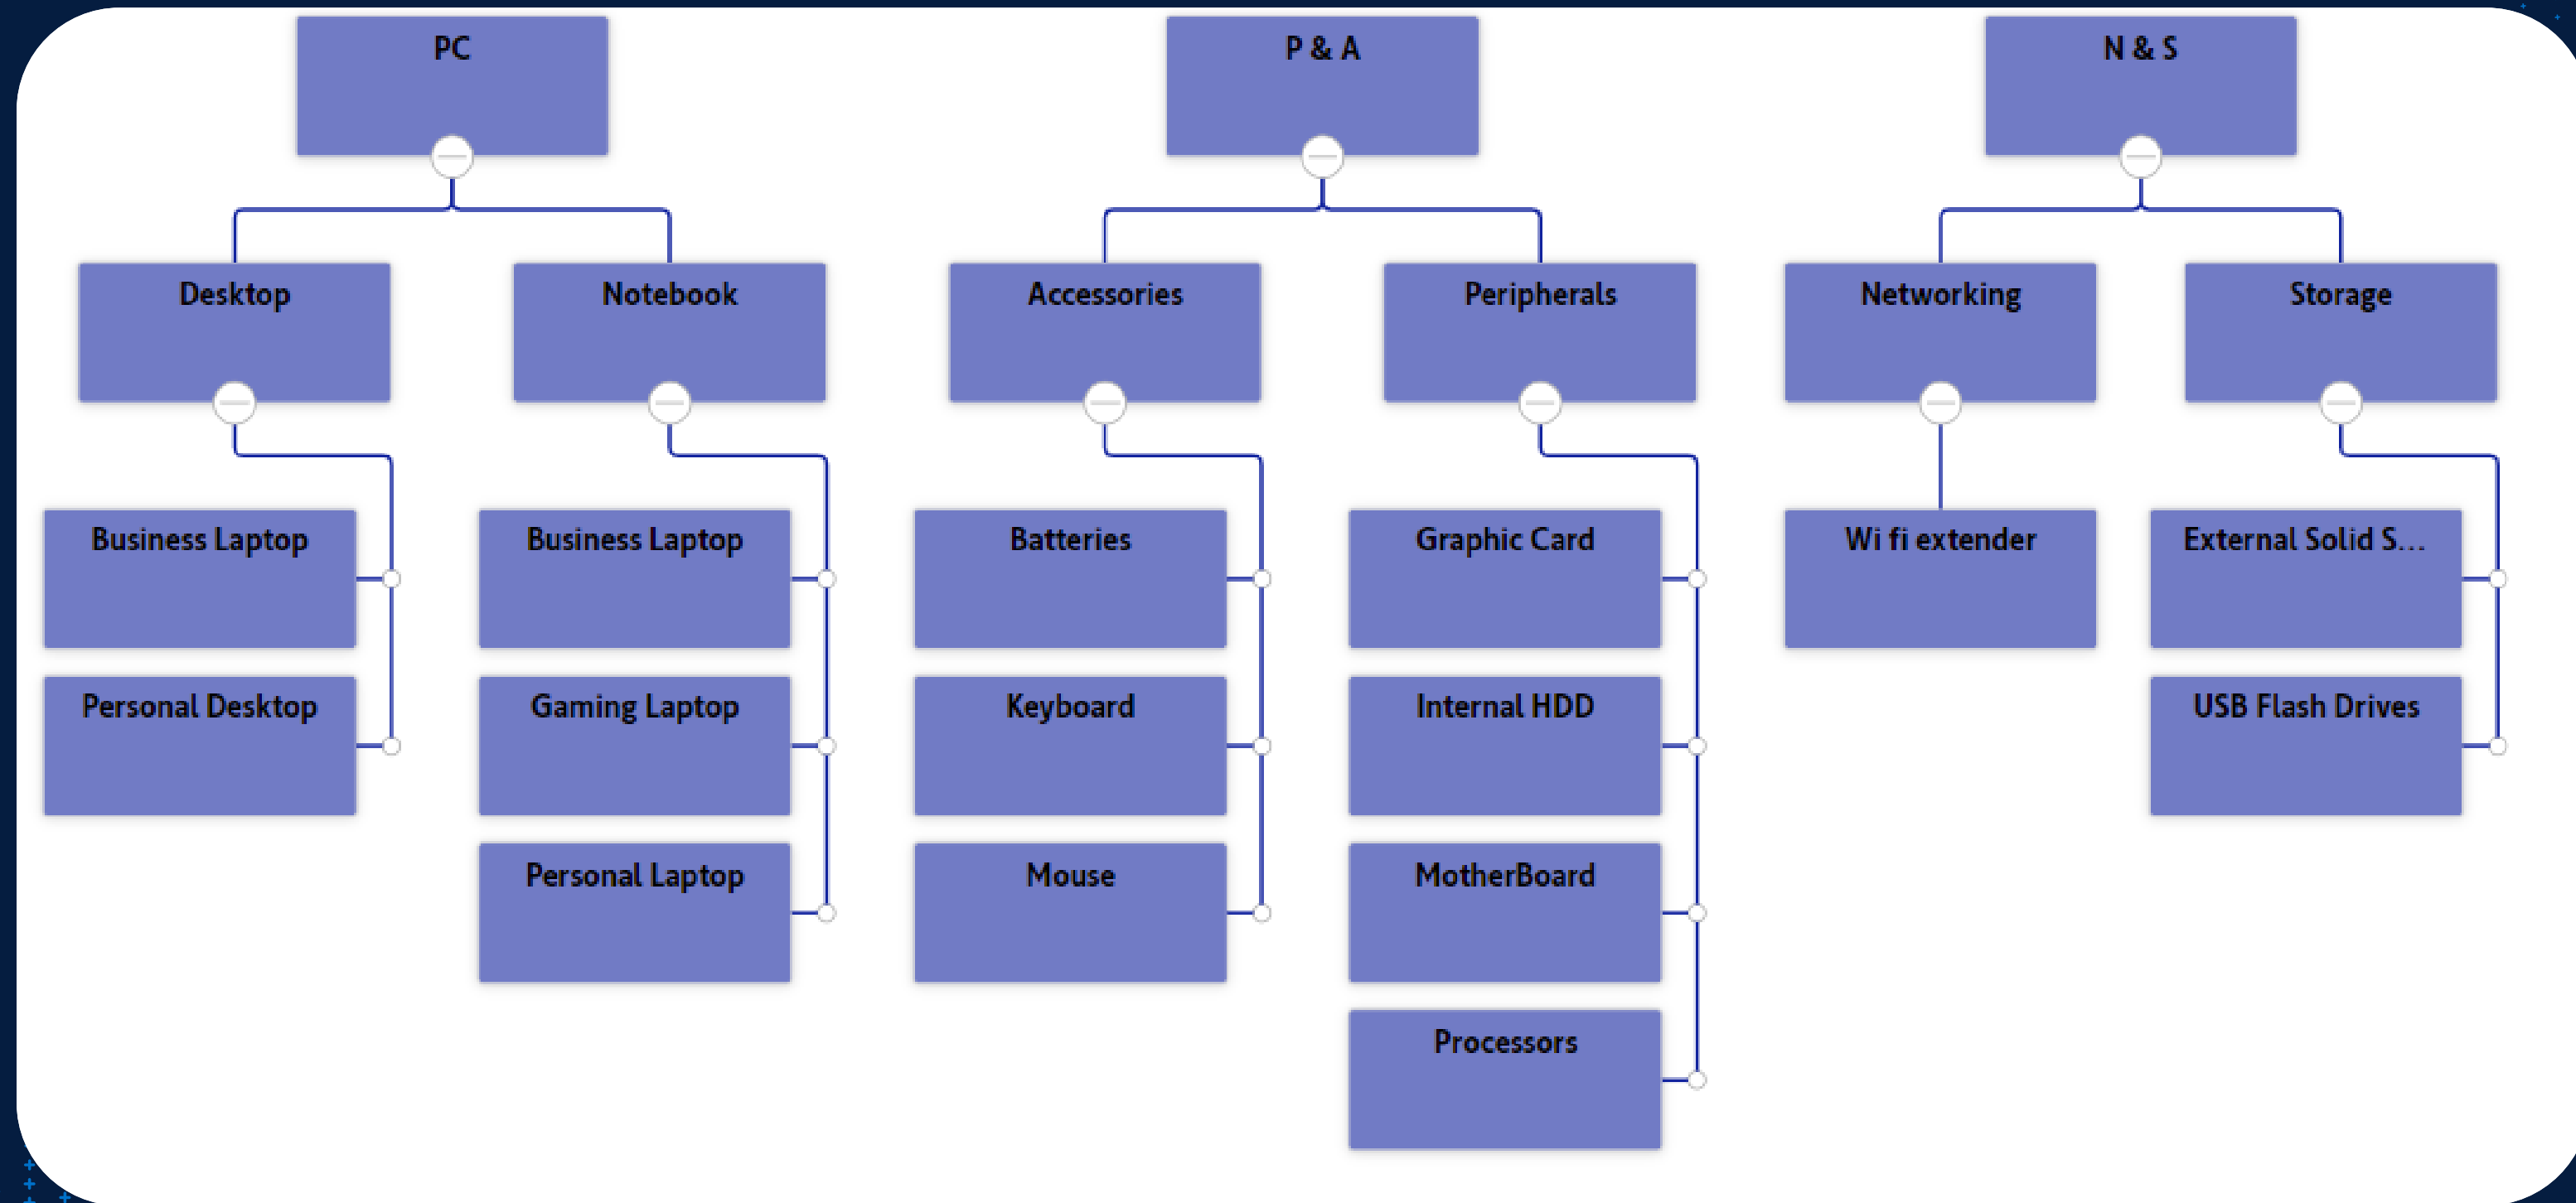 PC
P & A
N & S
Desktop
Notebook
Accessories
Peripherals
Networking
Storage
Business Laptop
Business Laptop
Batteries
Graphic Card
Wi fi extender
External Solid S...
Personal Desktop
Gaming Laptop
Keyboard
Internal HDD
USB Flash Drives
Personal Laptop
Mouse
MotherBoard
Processors